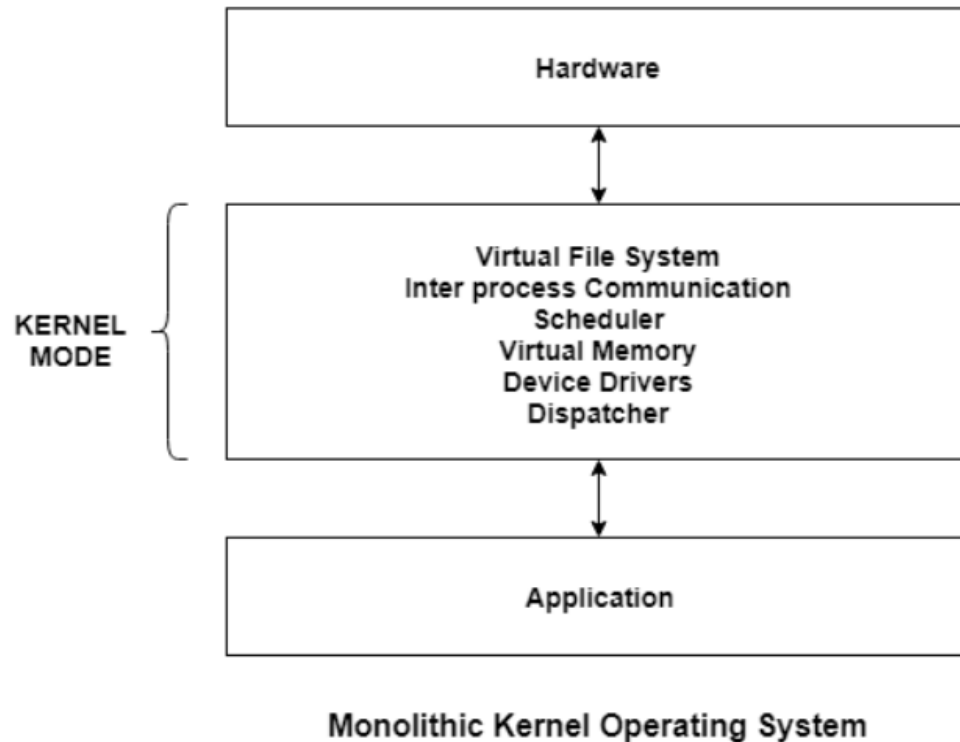 Hardware
KERNEL
MODE
Virtual File System
Inter process Communication
Scheduler
Virtual Memory
Device Drivers
Dispatcher
Application
Monolithic Kernel Operating System